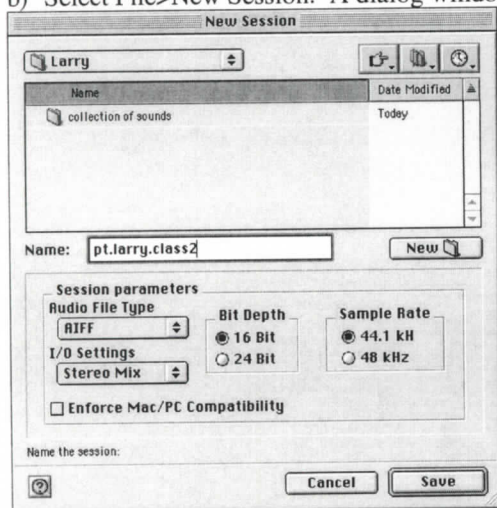 b) Select File>New Session. A dialog windo
New Session
Larry
Name Date Modified
collection of sounds Today
Name: pt.larry.class2 New
Session parameters
Audio File Type
AIFF
I/O Settings
Stereo Mix
Bit Depth
16 Bit
24 Bit
Sample Rate
44.1 kH
48 kHz
Enforce Mac/PC Compatibility
Name the session:
? Cancel Save